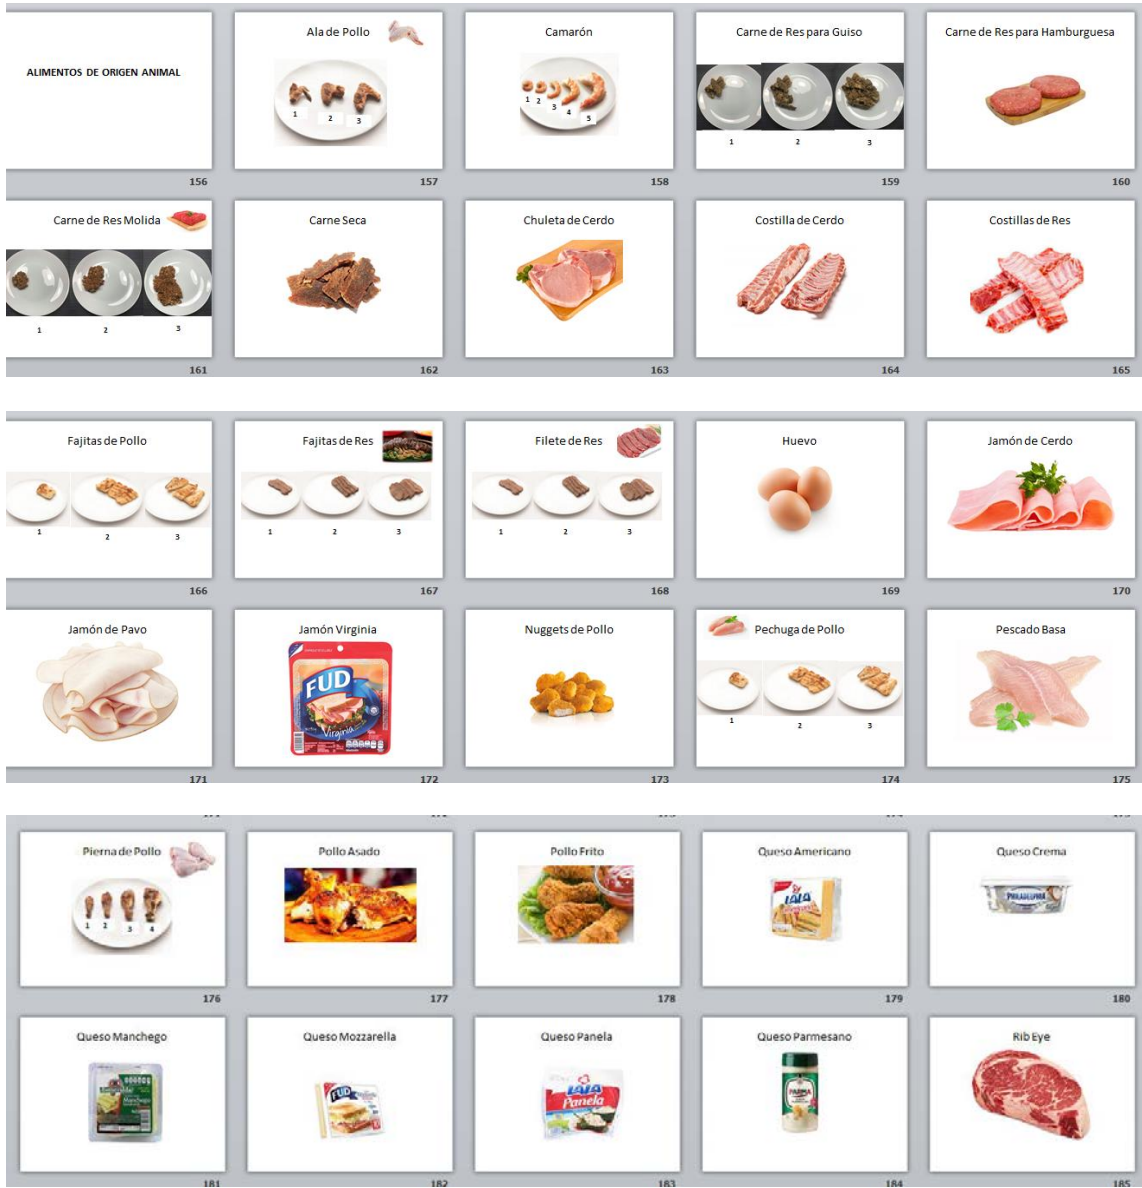 ALIMENTOS DE ORIGEN ANIMAL
156
Ala de Pollo
1 2 3
157
Camarón
1 2 3 4 5
158
Carne de Res para Guiso
1 2 3
159
Carne de Res para Hamburguesa
160
Carne de Res Molida
1 2 3
161
Carne Seca
162
Chuleta de Cerdo
163
Costilla de Cerdo
164
Costillas de Res
165
Fajitas de Pollo
1 2 3
166
Fajitas de Res
1 2 3
167
Filete de Res
1 2 3
168
Huevo
169
Jamón de Cerdo
170
Jamón de Pavo
171
Jamón Virginia
FUD
Virginia
172
Nuggets de Pollo
173
Pechuga de Pollo
1 2 3
174
Pescado Basa
175
Pierna de Pollo
1 2 3 4
176
Pollo Asado
177
Pollo Frito
178
Queso Americano
LALA
179
Queso Crema
PHILADELPHIA
180
Queso Manchego
Manchego
181
Queso Mozzarella
FUD
182
Queso Panela
LALA
Panela
183
Queso Parmesano
PARMA
184
Rib Eye
185